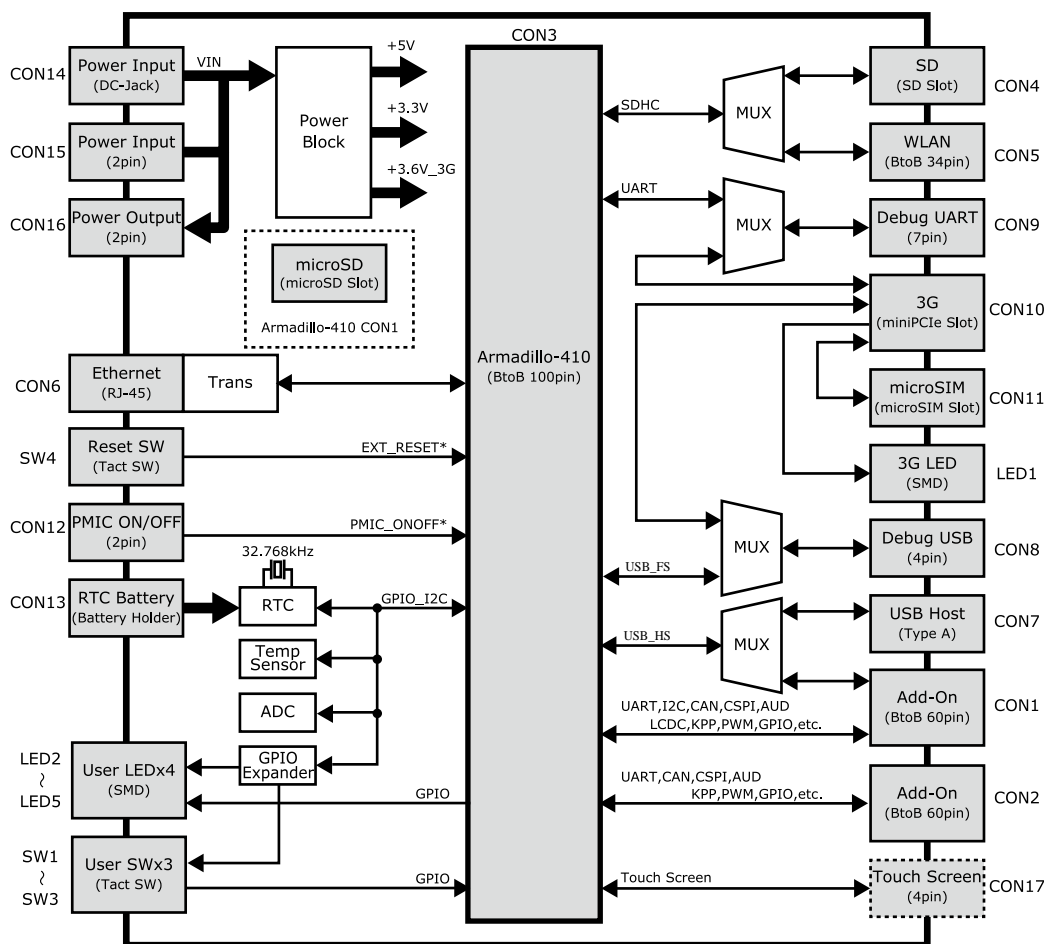 CON3
CON14
Power Input
(DC-Jack)
VIN
CON15
Power Input
(2pin)
CON16
Power Output
(2pin)
Power
Block
+5V
+3.3V
+3.6V_3G
microSD
(microSD Slot)
Armadillo-410 CON1
CON6
Ethernet
(RJ-45)
Trans
SW4
Reset SW
(Tact SW)
EXT_RESET*
CON12
PMIC ON/OFF
(2pin)
PMIC_ONOFF*
CON13
RTC Battery
(Battery Holder)
32.768kHz
RTC
GPIO_I2C
Temp
Sensor
ADC
GPIO
Expander
LED2
~
LED5
User LEDx4
(SMD)
GPIO
SW1
~
SW3
User SWx3
(Tact SW)
GPIO
Armadillo-410
(BtoB 100pin)
SDHC
MUX
SD
(SD Slot)
CON4
WLAN
(BtoB 34pin)
CON5
UART
MUX
Debug UART
(7pin)
CON9
3G
(miniPCIe Slot)
CON10
microSIM
(microSIM Slot)
CON11
3G LED
(SMD)
LED1
USB_FS
MUX
Debug USB
(4pin)
CON8
USB_HS
MUX
USB Host
(Type A)
CON7
UART,I2C,CAN,CSPI,AUD
LCDC,KPP,PWM,GPIO,etc.
Add-On
(BtoB 60pin)
CON1
UART,CAN,CSPI,AUD
KPP,PWM,GPIO,etc.
Add-On
(BtoB 60pin)
CON2
Touch Screen
Touch Screen
(4pin)
CON17